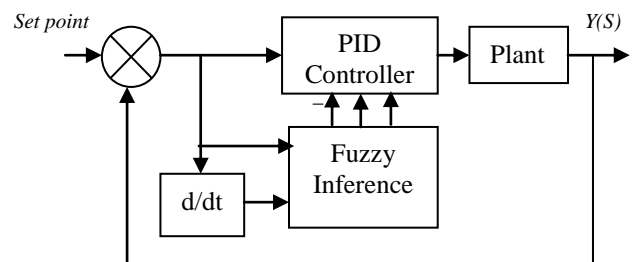 Set point
PID
Controller
Plant
Y(S)
–
Fuzzy
Inference
d/dt